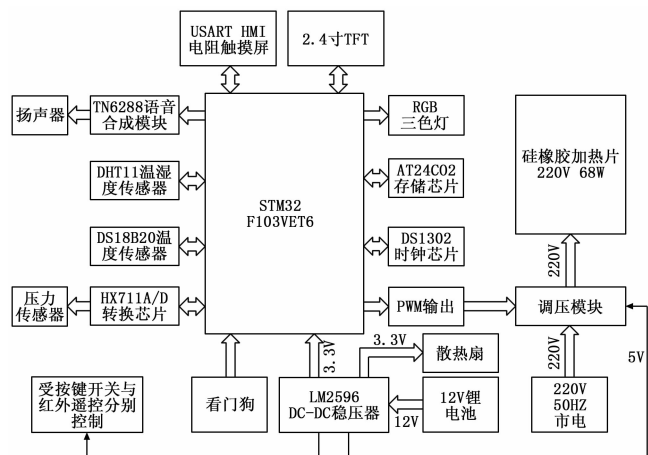 USART HMI
电阻触摸屏
2.4寸TFT
扬声器
TN6288语音
合成模块
RGB
三色灯
硅橡胶加热片
220V 68W
DHT11温湿
度传感器
STM32
F103VET6
AT24CO2
存储芯片
DS18B20温
度传感器
DS1302
时钟芯片
220V
压力
传感器
HX711A/D
转换芯片
PWM输出
调压模块
3.3V
3.3V
散热扇
220V
5V
受按键开关与
红外遥控分别
控制
看门狗
LM2596
DC-DC稳压器
12V
12V锂
电池
220V
50HZ
市电